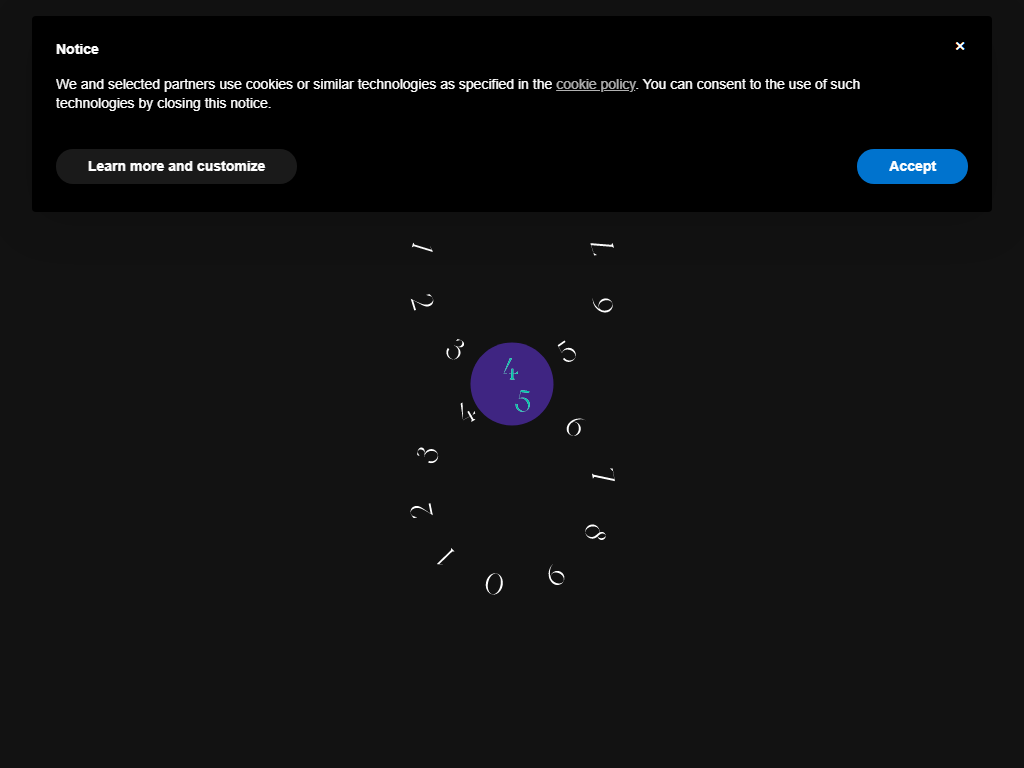 Notice
×
We and selected partners use cookies or similar technologies as specified in the cookie policy. You can consent to the use of such
technologies by closing this notice.
Learn more and customize
Accept
1 7
2 6
3 5
4
5
4 6
3
7
2
8
1
9
0